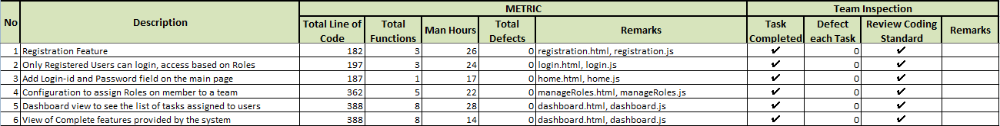 METRIC Team Inspection
No Description Total Line of Code Total Functions Man Hours Total Defects Remarks Task Completed Defect each Task Review Coding Standard Remarks
1 Registration Feature 182 3 26 0 registration.html, registration.js ✔ 0 ✔
2 Only Registered Users can login, access based on Roles 197 3 24 0 login.html, login.js ✔ 0 ✔
3 Add Login-id and Password field on the main page 187 1 17 0 home.html, home.js ✔ 0 ✔
4 Configuration to assign Roles on member to a team 362 5 22 0 manageRoles.html, manageRoles.js ✔ 0 ✔
5 Dashboard view to see the list of tasks assigned to users 388 8 28 0 dashboard.html, dashboard.js ✔ 0 ✔
6 View of Complete features provided by the system 388 8 14 0 dashboard.html, dashboard.js ✔ 0 ✔